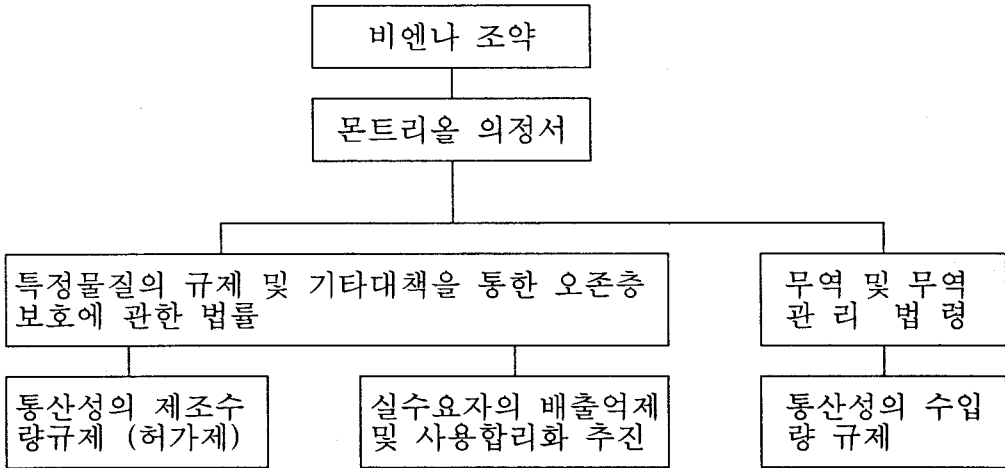 비엔나 조약
몬트리올 의정서
특정물질의 규제 및 기타대책을 통한 오존층
보호에 관한 법률
무역 및 무역
관 리 법 령
통산성의 제조수
량규제 (허가제)
실수요자의 배출억제
및 사용합리화 추진
통산성의 수입
량 규제